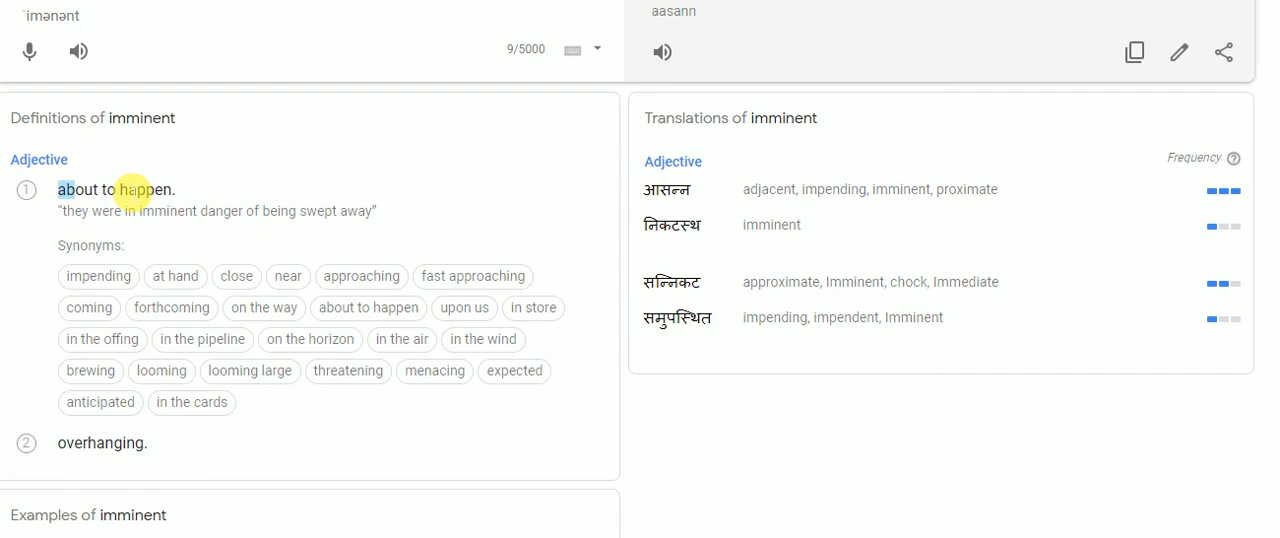 ˈimənənt
9/5000
aasann
Definitions of imminent
Adjective
1 about to happen.
“they were in imminent danger of being swept away”
Synonyms:
impending at hand close near approaching fast approaching
coming forthcoming on the way about to happen upon us in store
in the offing in the pipeline on the horizon in the air in the wind
brewing looming looming large threatening menacing expected
anticipated in the cards
2 overhanging.
Examples of imminent
Translations of imminent
Adjective Frequency ?
आसन्न adjacent, impending, imminent, proximate
निकटस्थ imminent
सन्निकट approximate, Imminent, chock, Immediate
समुपस्थित impending, impendent, Imminent